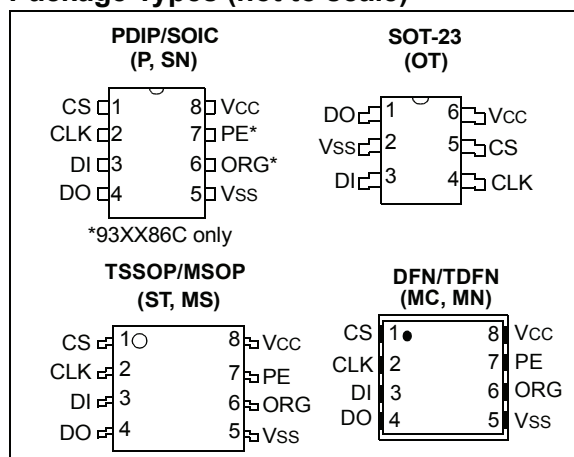 Package Types (not to scale)
PDIP/SOIC
(P, SN)
CS 1 8 VCC
CLK 2 7 PE*
DI 3 6 ORG*
DO 4 5 VSS
*93XX86C only
SOT-23
(OT)
DO 1 6 VCC
VSS 2 5 CS
DI 3 4 CLK
TSSOP/MSOP
(ST, MS)
CS 1 8 VCC
CLK 2 7 PE
DI 3 6 ORG
DO 4 5 VSS
DFN/TDFN
(MC, MN)
CS 1 8 VCC
CLK 2 7 PE
DI 3 6 ORG
DO 4 5 VSS